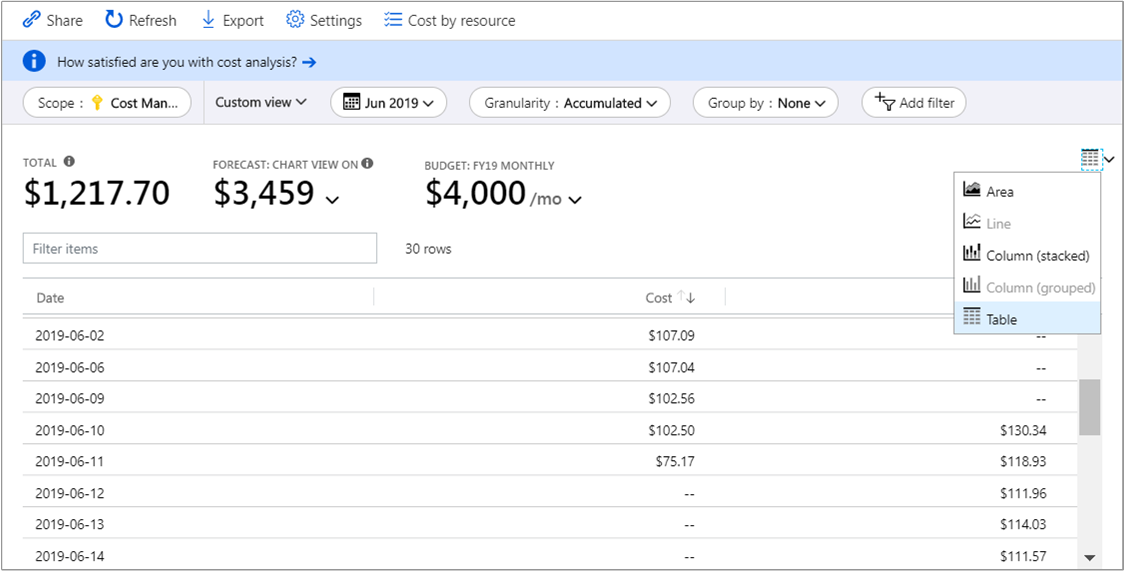 Share Refresh Export Settings Cost by resource
How satisfied are you with cost analysis?
Scope : Cost Man... Custom view Jun 2019 Granularity : Accumulated Group by : None Add filter
TOTAL FORECAST: CHART VIEW ON BUDGET: FY19 MONTHLY
$1,217.70 $3,459 $4,000 /mo
Area
Line
Filter items 30 rows Column (stacked)
Column (grouped)
Date Cost
Table
2019-06-02 $107.09 --
2019-06-06 $107.04 --
2019-06-09 $102.56 --
2019-06-10 $102.50 $130.34
2019-06-11 $75.17 $118.93
2019-06-12 -- $111.96
2019-06-13 -- $114.03
2019-06-14 -- $111.57